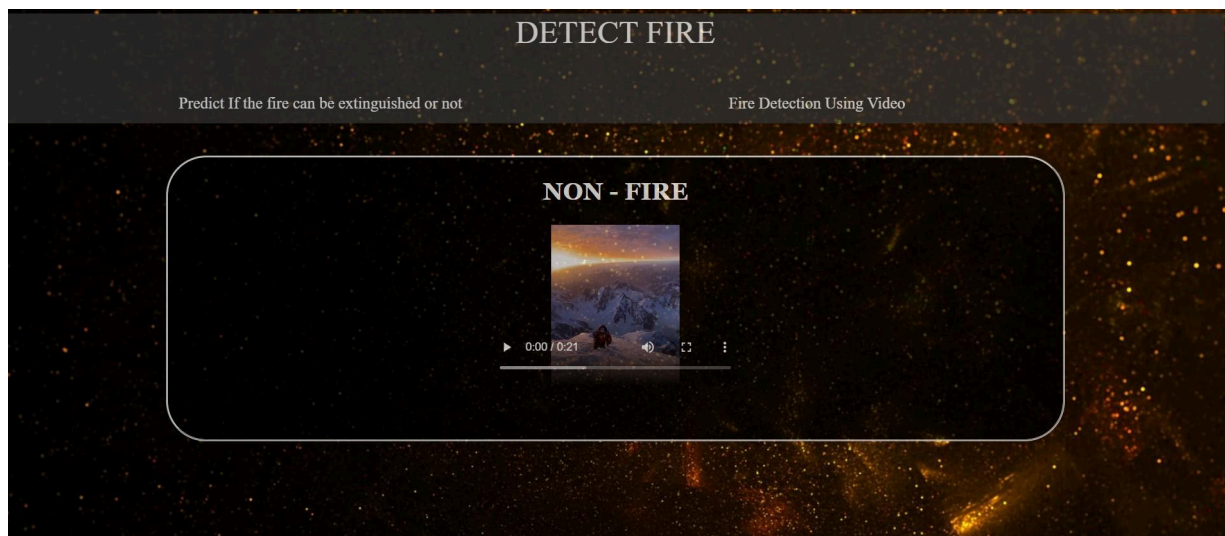 DETECT FIRE
Predict If the fire can be extinguished or not
Fire Detection Using Video
NON - FIRE
0:00 / 0:21